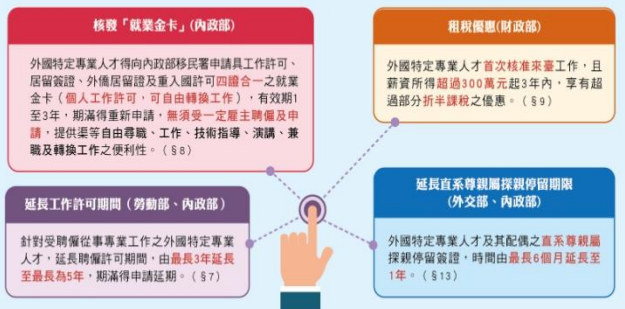 核發「就業金卡」(內政部)
外國特定專業人才得向內政部移民署申請具工作許可、
居留簽證、外僑居留證及重入國許可四證合一之就業
金卡（個人工作許可，可自由轉換工作），有效期1
至3年，期滿得重新申請，無須受一定雇主聘僱及申
請，提供渠等自由尋職、工作、技術指導、演講、兼
職及轉換工作之便利性。（§8）
租稅優惠(財政部)
外國特定專業人才首次核准來臺工作，且
薪資所得超過300萬元起3年內，享有超
過部分折半課稅之優惠。（§9）
延長工作許可期間（勞動部、內政部）
針對受聘僱從事專業工作之外國特定專業
人才，延長聘僱許可期間，由最長3年延長
至最長為5年，期滿得申請延期。（§7）
延長直系尊親屬探親停留期限
(外交部、內政部)
外國特定專業人才及其配偶之直系尊親屬
探親停留簽證，時間由最長6個月延長至
1年。（§13）